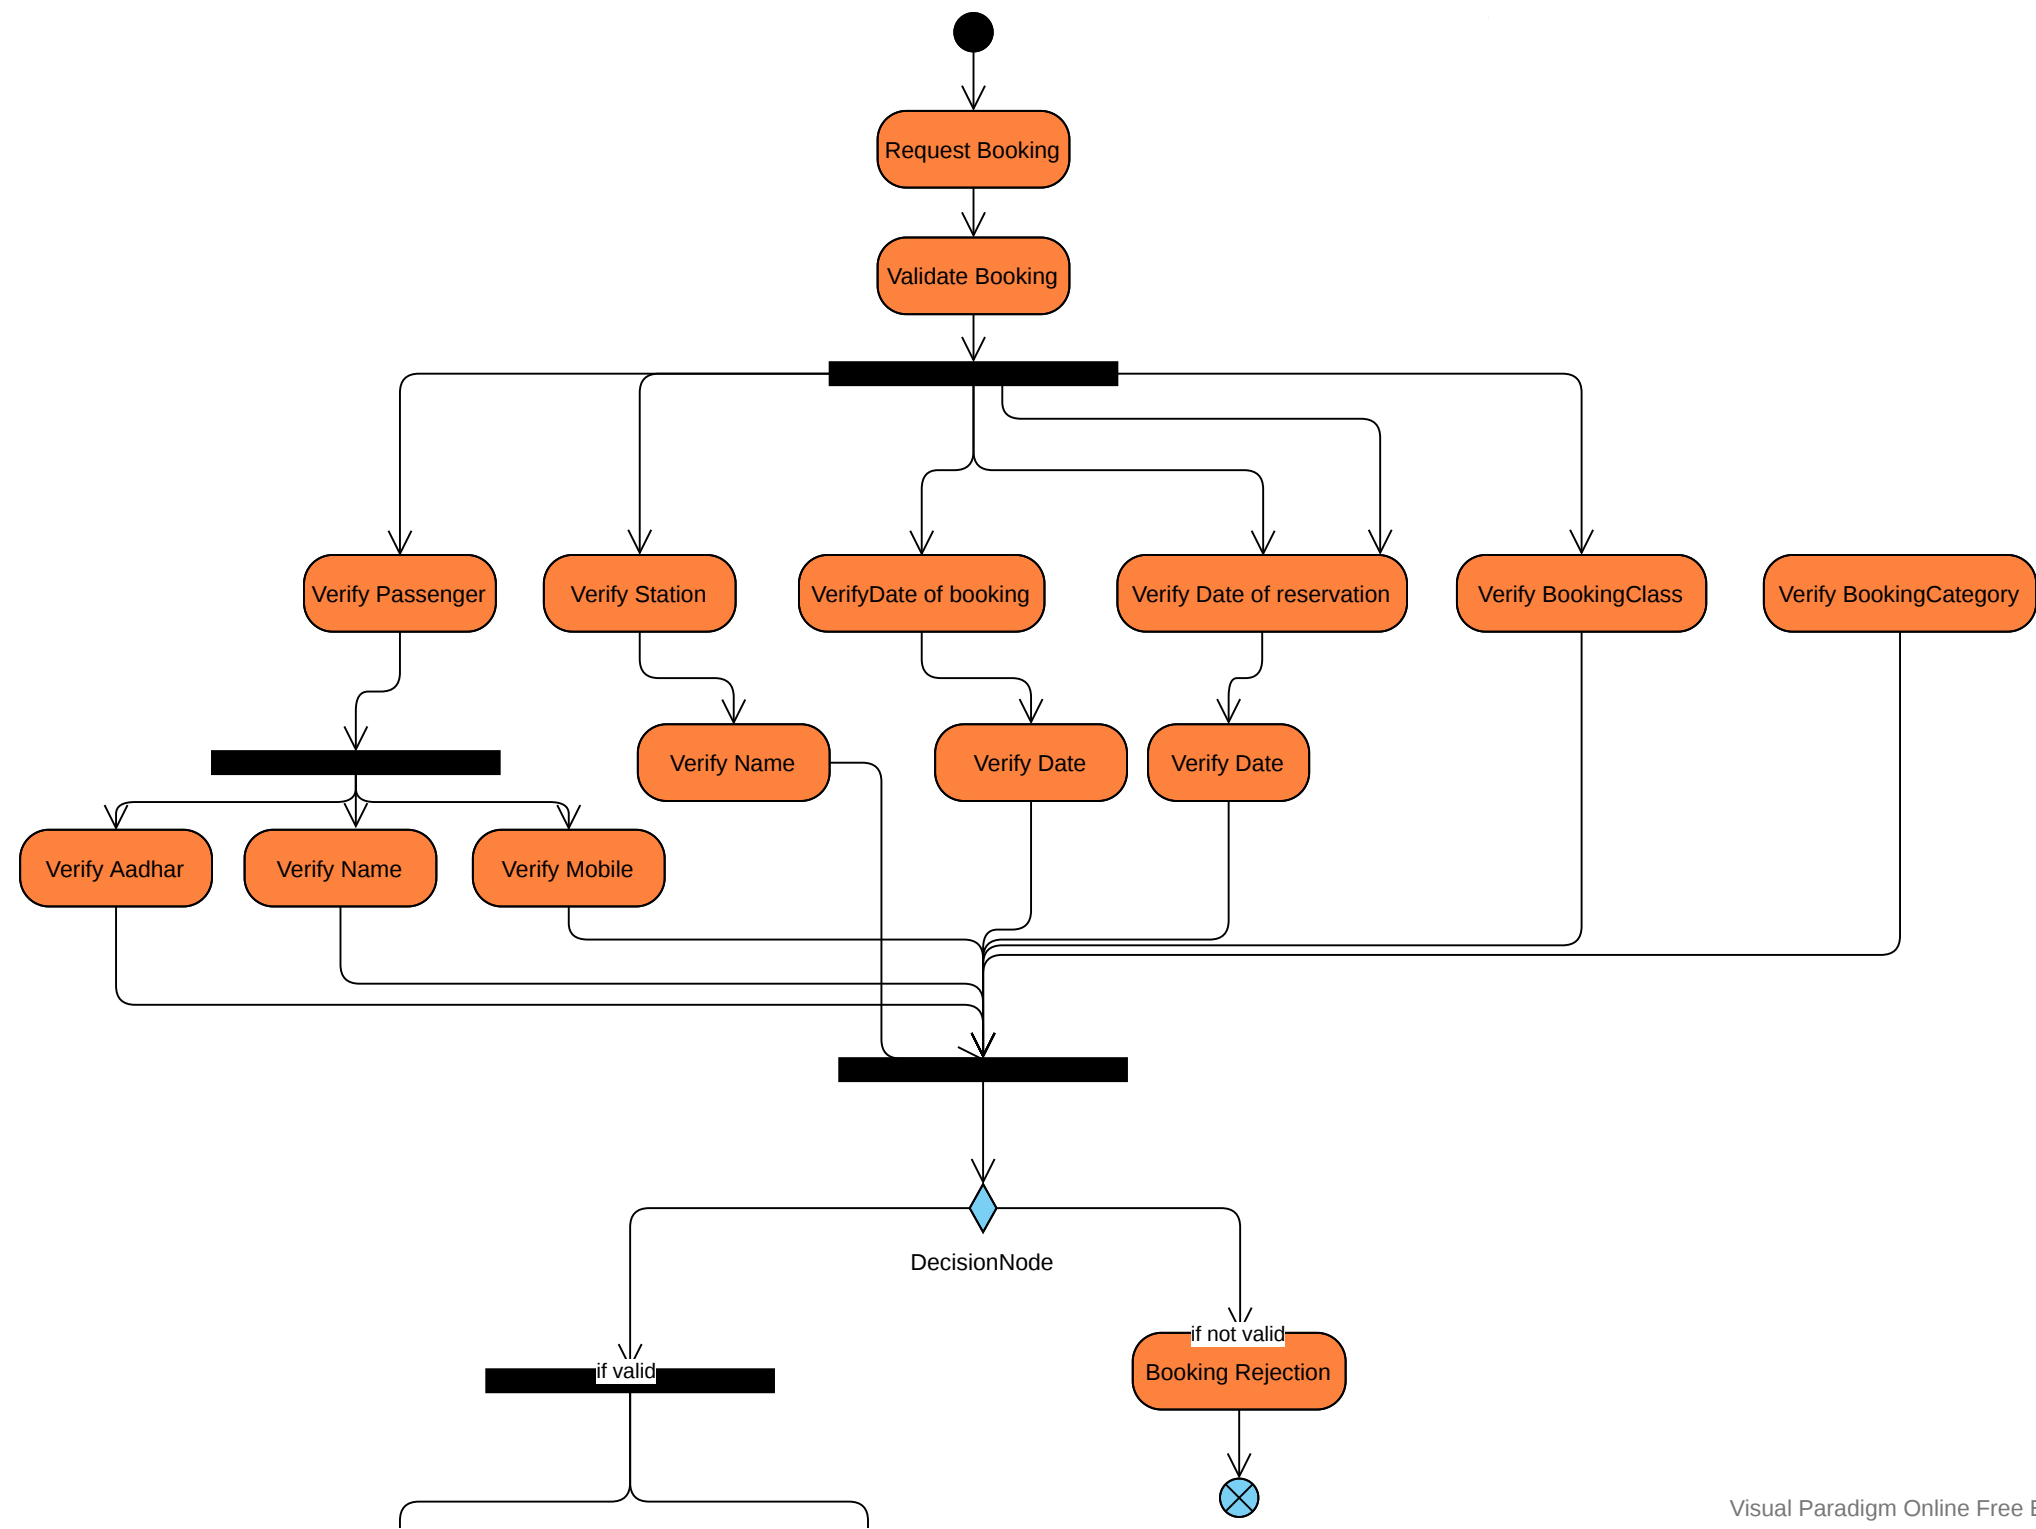 Request Booking
Validate Booking
Verify Passenger
Verify Station
VerifyDate of booking
Verify Date of reservation
Verify BookingClass
Verify BookingCategory
Verify Name
Verify Date
Verify Date
Verify Aadhar
Verify Name
Verify Mobile
DecisionNode
if not valid
if valid
Booking Rejection
Visual Paradigm Online Free